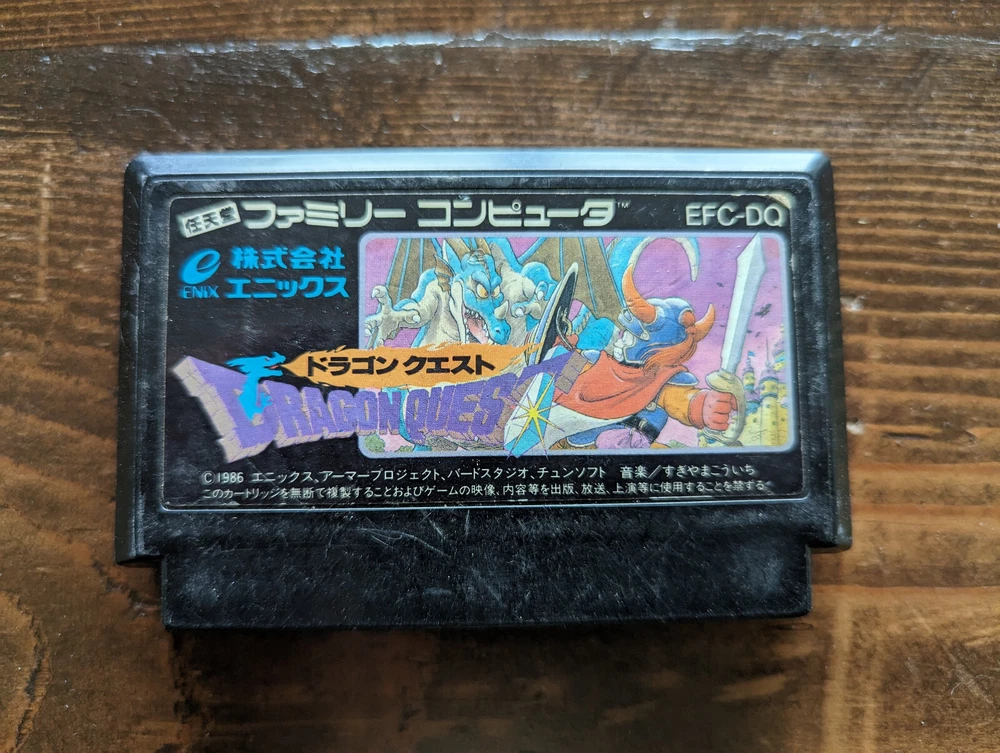 任天堂 ファミリー コンピュータ™ EFC-DQ
e 株式会社
ENIX エニックス
ドラゴン クエスト
DRAGON QUEST
©1986 エニックス、アーマープロジェクト、バードスタジオ、チュンソフト 音楽/すぎやまこういち
このカートリッジを無断で複製することおよびゲームの映像、内容等を出版、放送、上演等に使用することを禁ずる